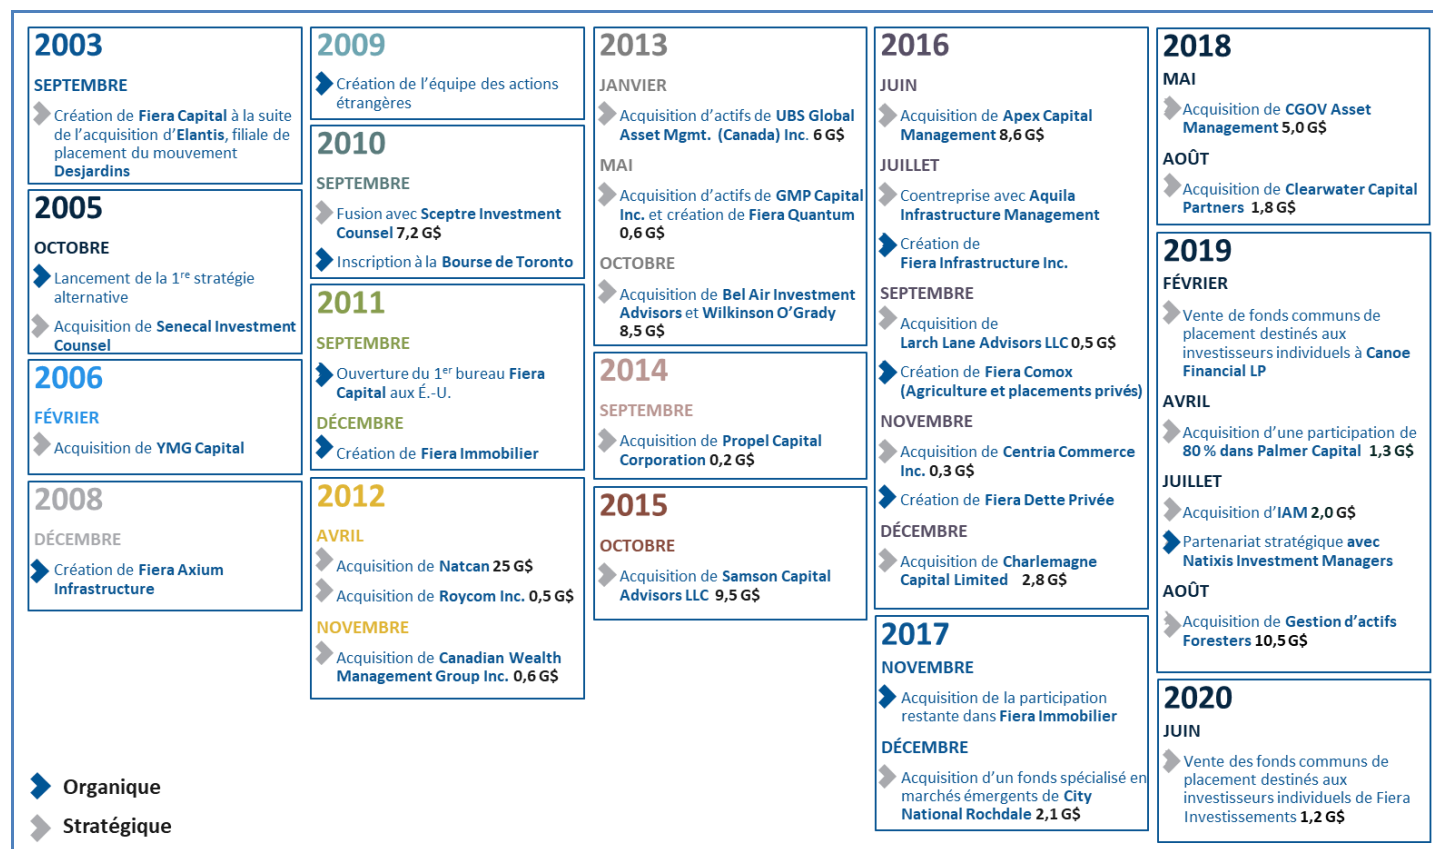 2003
SEPTEMBRE
Création de Fiera Capital à la suite
de l'acquisition d'Elantis, filiale de
placement du mouvement
Desjardins
2005
OCTOBRE
Lancement de la 1re stratégie
alternative
Acquisition de Senecal Investment
Counsel
2006
FÉVRIER
Acquisition de YMG Capital
2008
DÉCEMBRE
Création de Fiera Axium
Infrastructure
2009
Création de l'équipe des actions
étrangères
2010
SEPTEMBRE
Fusion avec Sceptre Investment
Counsel 7,2 G$
Inscription à la Bourse de Toronto
2011
SEPTEMBRE
Ouverture du 1er bureau Fiera
Capital aux É.-U.
DÉCEMBRE
Création de Fiera Immobilier
2012
AVRIL
Acquisition de Natcan 25 G$
Acquisition de Roycom Inc. 0,5 G$
NOVEMBRE
Acquisition de Canadian Wealth
Management Group Inc. 0,6 G$
2013
JANVIER
Acquisition d'actifs de UBS Global
Asset Mgmt. (Canada) Inc. 6 G$
MAI
Acquisition d'actifs de GMP Capital
Inc. et création de Fiera Quantum
0,6 G$
OCTOBRE
Acquisition de Bel Air Investment
Advisors et Wilkinson O'Grady
8,5 G$
2014
SEPTEMBRE
Acquisition de Propel Capital
Corporation 0,2 G$
2015
OCTOBRE
Acquisition de Samson Capital
Advisors LLC 9,5 G$
2016
JUIN
Acquisition de Apex Capital
Management 8,6 G$
JUILLET
Coentreprise avec Aquila
Infrastructure Management
Création de
Fiera Infrastructure Inc.
SEPTEMBRE
Acquisition de
Larch Lane Advisors LLC 0,5 G$
Création de Fiera Comox
(Agriculture et placements privés)
NOVEMBRE
Acquisition de Centria Commerce
Inc. 0,3 G$
Création de Fiera Dette Privée
DÉCEMBRE
Acquisition de Charlemagne
Capital Limited 2,8 G$
2017
NOVEMBRE
Acquisition de la participation
restante dans Fiera Immobilier
DÉCEMBRE
Acquisition d'un fonds spécialisé en
marchés émergents de City
National Rochdale 2,1 G$
2018
MAI
Acquisition de CGOV Asset
Management 5,0 G$
AOÛT
Acquisition de Clearwater Capital
Partners 1,8 G$
2019
FÉVRIER
Vente de fonds communs de
placement destinés aux
investisseurs individuels à Canoe
Financial LP
AVRIL
Acquisition d'une participation de
80 % dans Palmer Capital 1,3 G$
JUILLET
Acquisition d'IAM 2,0 G$
Partenariat stratégique avec
Natixis Investment Managers
AOÛT
Acquisition de Gestion d'actifs
Foresters 10,5 G$
2020
JUIN
Vente des fonds communs de
placement destinés aux
investisseurs individuels de Fiera
Investissements 1,2 G$
Organique
Stratégique